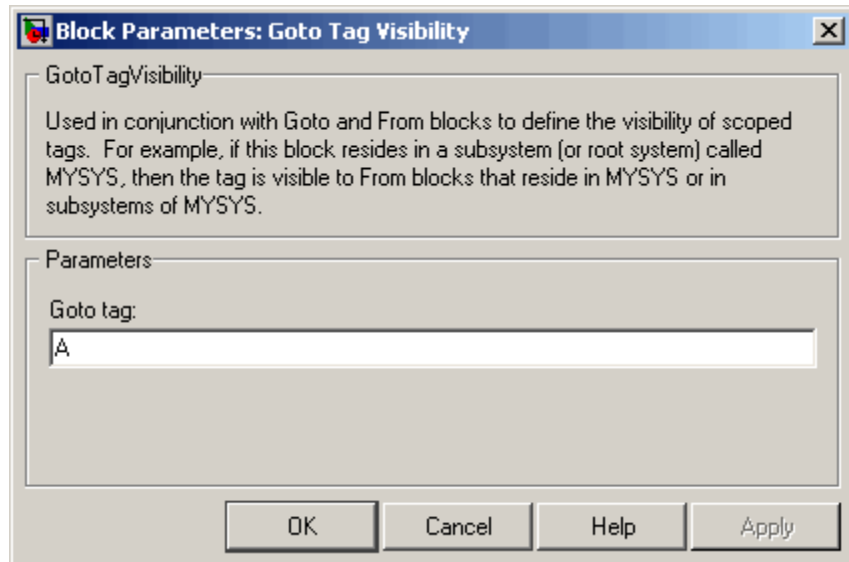 Block Parameters: Goto Tag Visibility
GotoTagVisibility
Used in conjunction with Goto and From blocks to define the visibility of scoped
tags.  For example, if this block resides in a subsystem (or root system) called
MYSYS, then the tag is visible to From blocks that reside in MYSYS or in
subsystems of MYSYS.
Parameters
Goto tag:
A
OK Cancel Help Apply